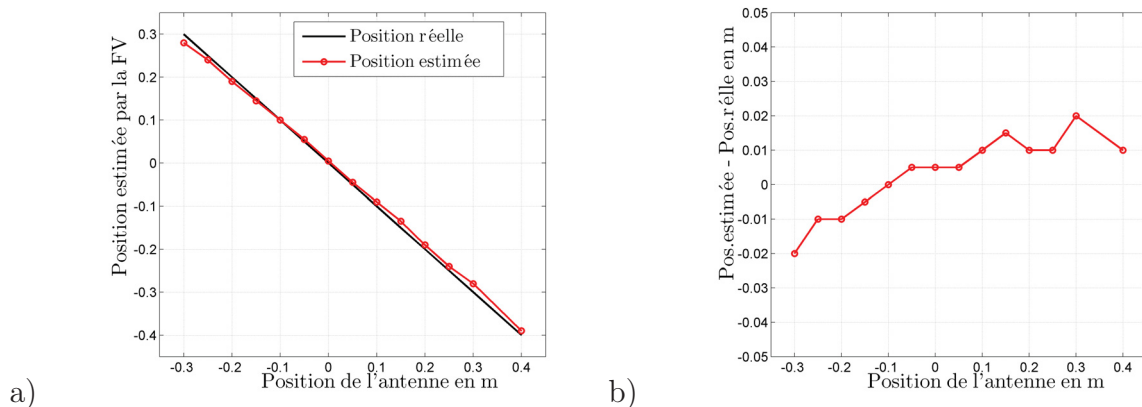 Position estimée par la FV
0.3
0.2
0.1
0
-0.1
-0.2
-0.3
-0.4
Position réelle
Position estimée
-0.3 -0.2 -0.1 0 0.1 0.2 0.3 0.4
Position de l'antenne en m
a)
Pos.estimée - Pos.rélle en m
0.05
0.04
0.03
0.02
0.01
0
-0.01
-0.02
-0.03
-0.04
-0.05
-0.3 -0.2 -0.1 0 0.1 0.2 0.3 0.4
Position de l'antenne en m
b)